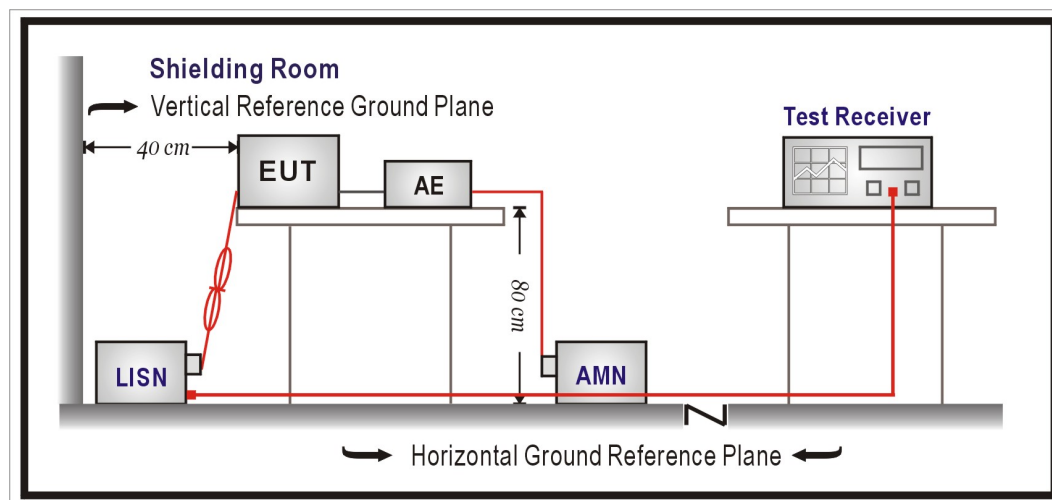 Shielding Room
Vertical Reference Ground Plane
Test Receiver
40 cm
EUT
AE
80 cm
LISN
AMN
Horizontal Ground Reference Plane